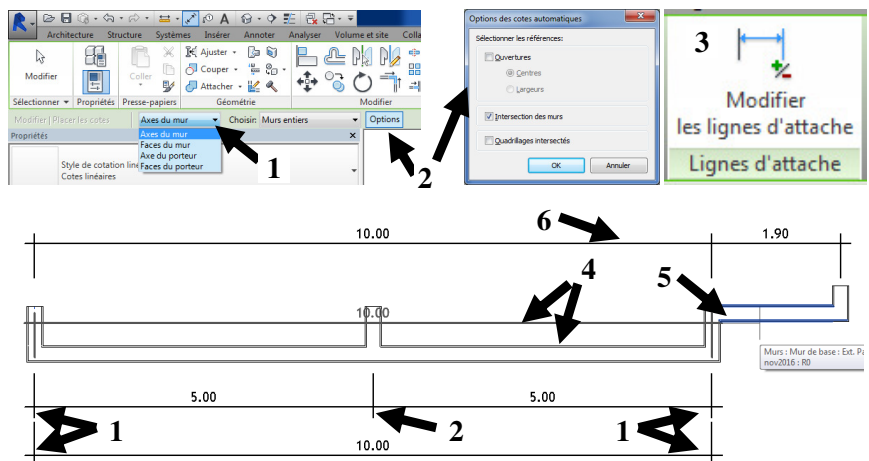 Architecture Structure Systèmes Insérer Annoter Analyser Volume et site Colla
Modifier
Coller
Ajuster
Couper
Attacher
Sélectionner Propriétés Presse-papiers Géométrie Modifier
Modifier | Placer les cotes Axes du mur Choisir: Murs entiers Options
Propriétés
Axes du mur
Faces du mur
Axe du porteur
Faces du porteur
Style de cotation liné
Cotes linéaires
1
2
Options des cotes automatiques
Sélectionner les références:
Ouvertures
Centres
Largeurs
Intersection des murs
Quadrillages intersectés
OK Annuler
3
Modifier
les lignes d'attache
Lignes d'attache
6
10.00 1.90
4
5
10.00
Murs : Mur de base : Ext. Pa
nov2016 : R0
5.00 5.00
1 2 1
10.00